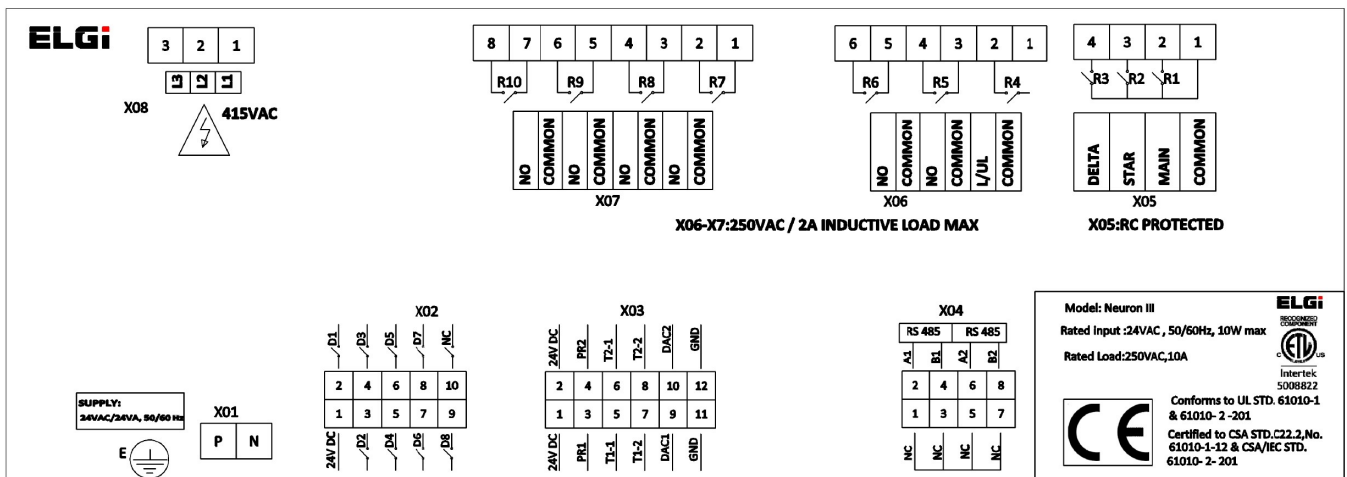 ELGi
3 2 1
L3 L2 L1
X08
415VAC
8 7 6 5 4 3 2 1
R10 R9 R8 R7
NO COMMON NO COMMON NO COMMON NO COMMON
X07
6 5 4 3 2 1
R6 R5 R4
NO COMMON NO COMMON L/UL COMMON
X06
4 3 2 1
R3 R2 R1
DELTA STAR MAIN COMMON
X05
X06-X7:250VAC / 2A INDUCTIVE LOAD MAX
X05:RC PROTECTED
SUPPLY:
24VAC/24VA, 50/60 Hz
X01
P N
E
X02
D1 D3 D5 D7 NC
2 4 6 8 10
1 3 5 7 9
24V DC D2 D4 D6 D8
X03
24V DC PR2 T2-1 T2-2 DAC2 GND
2 4 6 8 10 12
1 3 5 7 9 11
24V DC PR1 T1-1 T1-2 DAC1 GND
X04
RS 485 RS 485
A1 B1 A2 B2
2 4 6 8
1 3 5 7
NC NC NC NC
Model: Neuron III
Rated Input :24VAC , 50/60Hz, 10W max
Rated Load:250VAC,10A
ELGi
RECOGNIZED
COMPONENT
C ETL US
Intertek
5008822
CE
Conforms to UL STD. 61010-1
& 61010- 2 -201
Certified to CSA STD.C22.2,No.
61010-1-12 & CSA/IEC STD.
61010- 2- 201